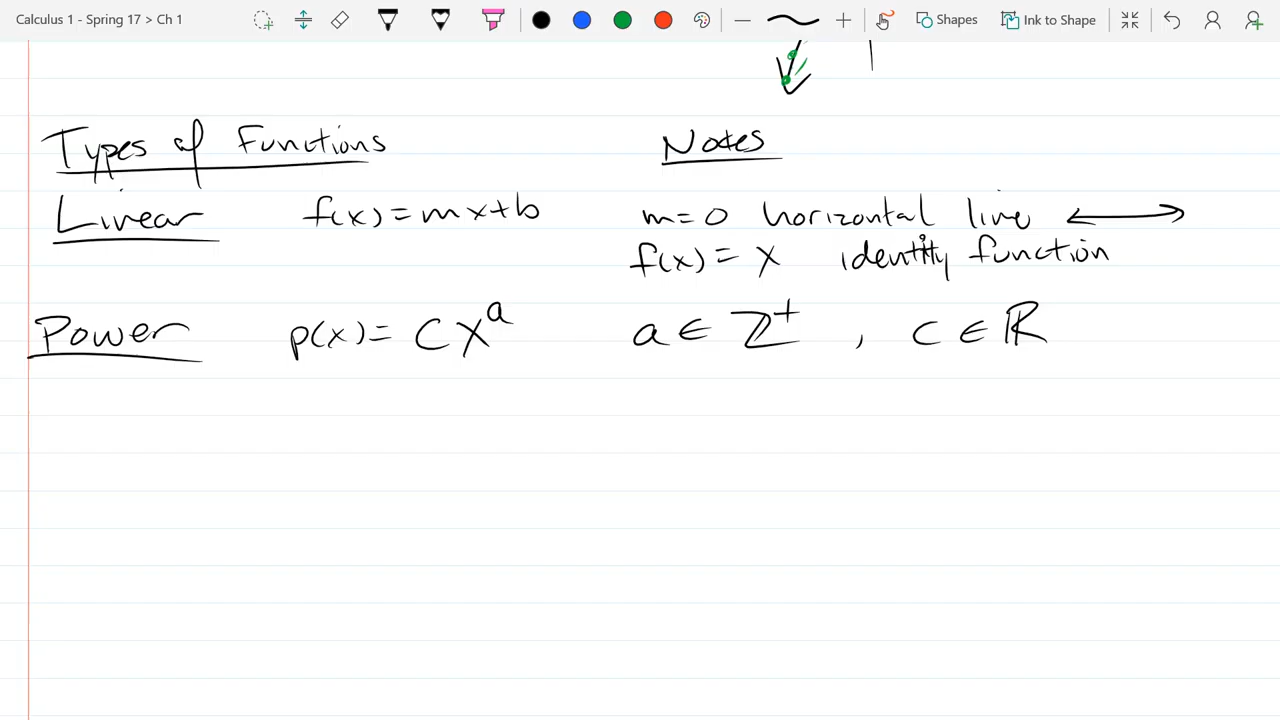 Calculus 1 - Spring 17 > Ch 1 Shapes Ink to Shape
Types of Functions Notes
Linear f(x) = mx+b m=0 horizontal line
f(x) = x identity function
Power p(x) = Cx^a a ∈ ℤ⁺, c ∈ ℝ